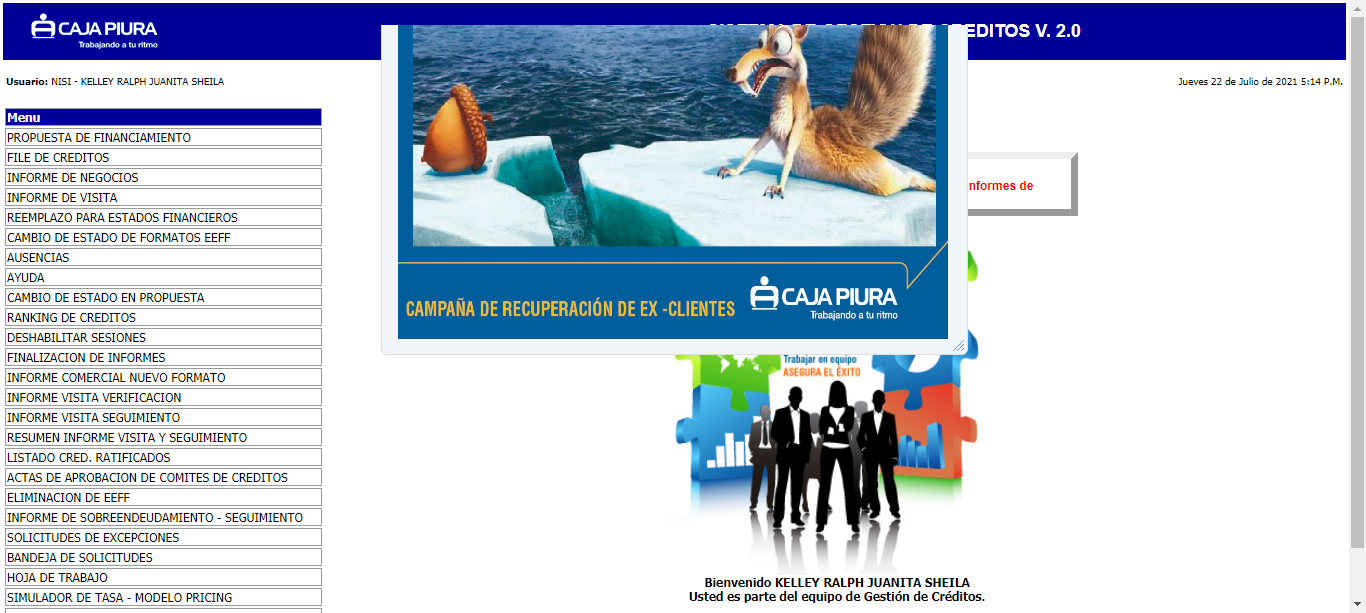 CAJA PIURA
Trabajando a tu ritmo
EDITOS V. 2.0
Usuario: NISI - KELLEY RALPH JUANITA SHEILA
Jueves 22 de Julio de 2021 5:14 P.M.
Menu
PROPUESTA DE FINANCIAMIENTO
FILE DE CREDITOS
INFORME DE NEGOCIOS
INFORME DE VISITA
REEMPLAZO PARA ESTADOS FINANCIEROS
CAMBIO DE ESTADO DE FORMATOS EEFF
AUSENCIAS
AYUDA
CAMBIO DE ESTADO EN PROPUESTA
RANKING DE CREDITOS
DESHABILITAR SESIONES
FINALIZACION DE INFORMES
INFORME COMERCIAL NUEVO FORMATO
INFORME VISITA VERIFICACION
INFORME VISITA SEGUIMIENTO
RESUMEN INFORME VISITA Y SEGUIMIENTO
LISTADO CRED. RATIFICADOS
ACTAS DE APROBACION DE COMITES DE CREDITOS
ELIMINACION DE EEFF
INFORME DE SOBREENDEUDAMIENTO - SEGUIMIENTO
SOLICITUDES DE EXCEPCIONES
BANDEJA DE SOLICITUDES
HOJA DE TRABAJO
SIMULADOR DE TASA - MODELO PRICING
nformes de
CAMPAÑA DE RECUPERACIÓN DE EX -CLIENTES
CAJA PIURA
Trabajando a tu ritmo
Trabajar en equipo
ASEGURA EL ÉXITO
Bienvenido KELLEY RALPH JUANITA SHEILA
Usted es parte del equipo de Gestión de Créditos.